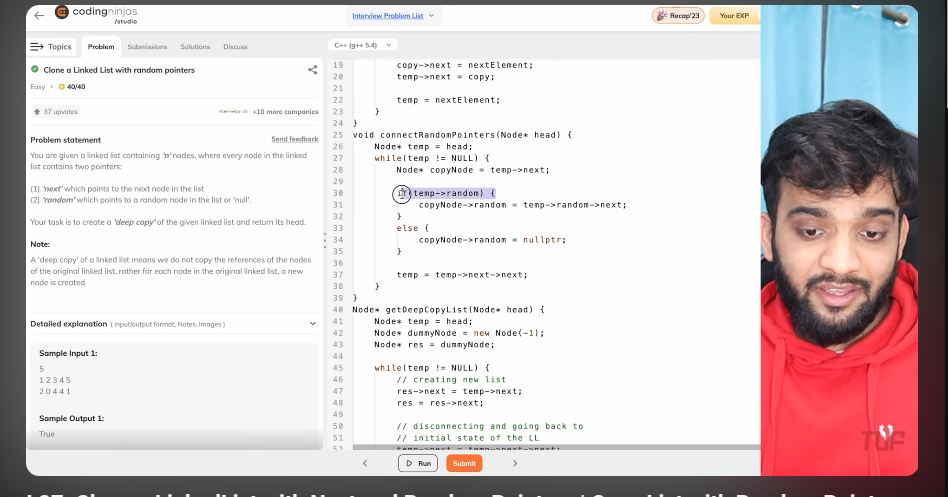 codingninjas
/studio
Interview Problem List
Recap'23
Your EXP
Topics
Problem
Submissions
Solutions
Discuss
Clone a Linked List with random pointers
Easy
40/40
37 upvotes
+10 more companies
Problem statement
Send feedback
You are given a linked list containing 'n' nodes, where every node in the linked
list contains two pointers:
(1) 'next' which points to the next node in the list
(2) 'random' which points to a random node in the list or 'null'.
Your task is to create a 'deep copy' of the given linked list and return its head.
Note:
A 'deep copy' of a linked list means we do not copy the references of the nodes
of the original linked list, rather for each node in the original linked list, a new
node is created.
Detailed explanation ( Input/output format, Notes, Images )
Sample Input 1:
5
1 2 3 4 5
2 0 4 4 1
Sample Output 1:
True
C++ (g++ 5.4)
19 copy->next = nextElement;
20 temp->next = copy;
21
22 temp = nextElement;
23 }
24 }
25 void connectRandomPointers(Node* head) {
26 Node* temp = head;
27 while(temp != NULL) {
28 Node* copyNode = temp->next;
29
30 if(temp->random) {
31 copyNode->random = temp->random->next;
32 }
33 else {
34 copyNode->random = nullptr;
35 }
36
37 temp = temp->next->next;
38 }
39 }
40 Node* getDeepCopyList(Node* head) {
41 Node* temp = head;
42 Node* dummyNode = new Node(-1);
43 Node* res = dummyNode;
44
45 while(temp != NULL) {
46 // creating new list
47 res->next = temp->next;
48 res = res->next;
49
50 // disconnecting and going back to
51 // initial state of the LL
52 temp->next = temp->next->next;
Run
Submit
TUF